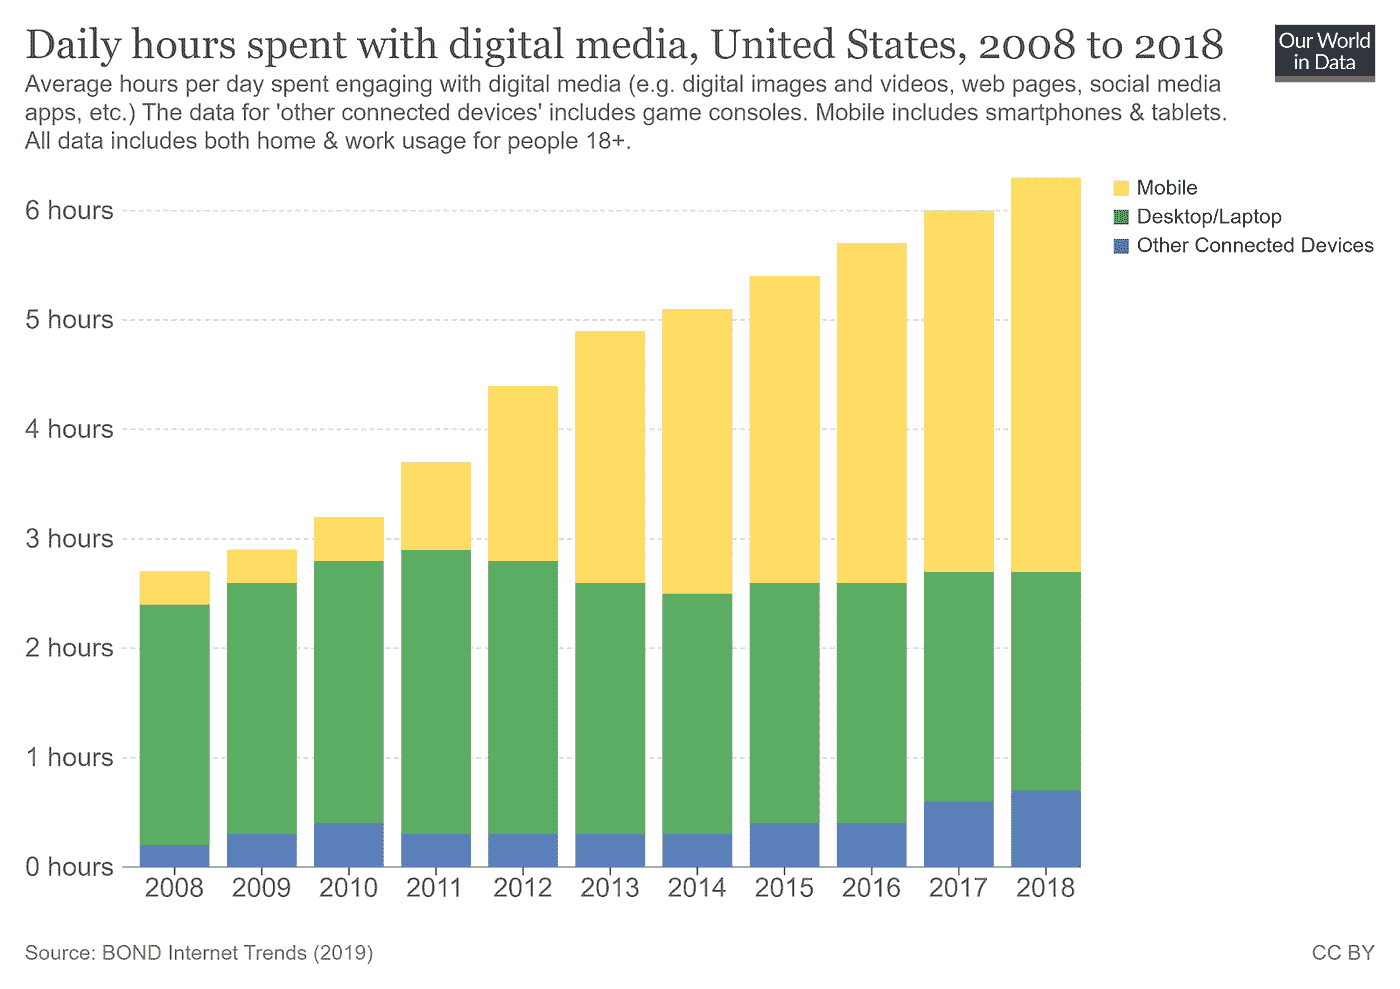 Daily hours spent with digital media, United States, 2008 to 2018
Our World
in Data
Average hours per day spent engaging with digital media (e.g. digital images and videos, web pages, social media
apps, etc.) The data for 'other connected devices' includes game consoles. Mobile includes smartphones & tablets.
All data includes both home & work usage for people 18+.
Mobile
Desktop/Laptop
Other Connected Devices
6 hours
5 hours
4 hours
3 hours
2 hours
1 hours
0 hours
2008 2009 2010 2011 2012 2013 2014 2015 2016 2017 2018
Source: BOND Internet Trends (2019)
CC BY